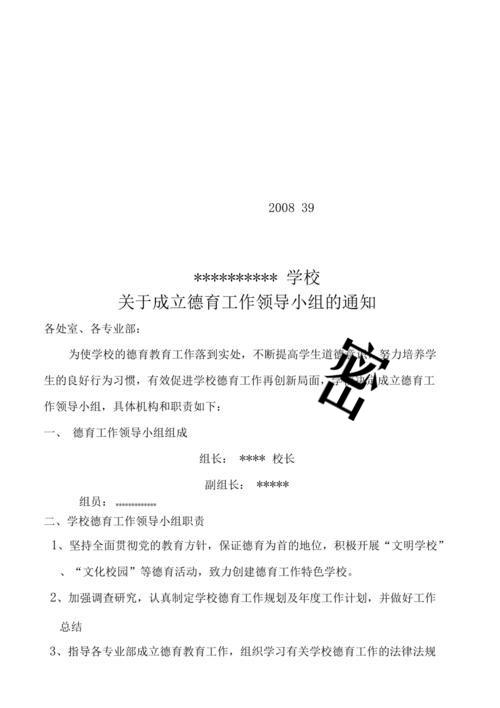 2008 39
********** 学校
关于成立德育工作领导小组的通知
各处室、各专业部：
为使学校的德育教育工作落到实处，不断提高学生道德意识，努力培养学
生的良好行为习惯，有效促进学校德育工作再创新局面，学校决定成立德育工
作领导小组，具体机构和职责如下：
一、 德育工作领导小组组成
组长： **** 校长
副组长： *****
组员： *************
二、学校德育工作领导小组职责
1、坚持全面贯彻党的教育方针，保证德育为首的地位，积极开展“文明学校”
、“文化校园”等德育活动，致力创建德育工作特色学校。
2、加强调查研究，认真制定学校德育工作规划及年度工作计划，并做好工作
总结
3、指导各专业部成立德育教育工作，组织学习有关学校德育工作的法律法规
密